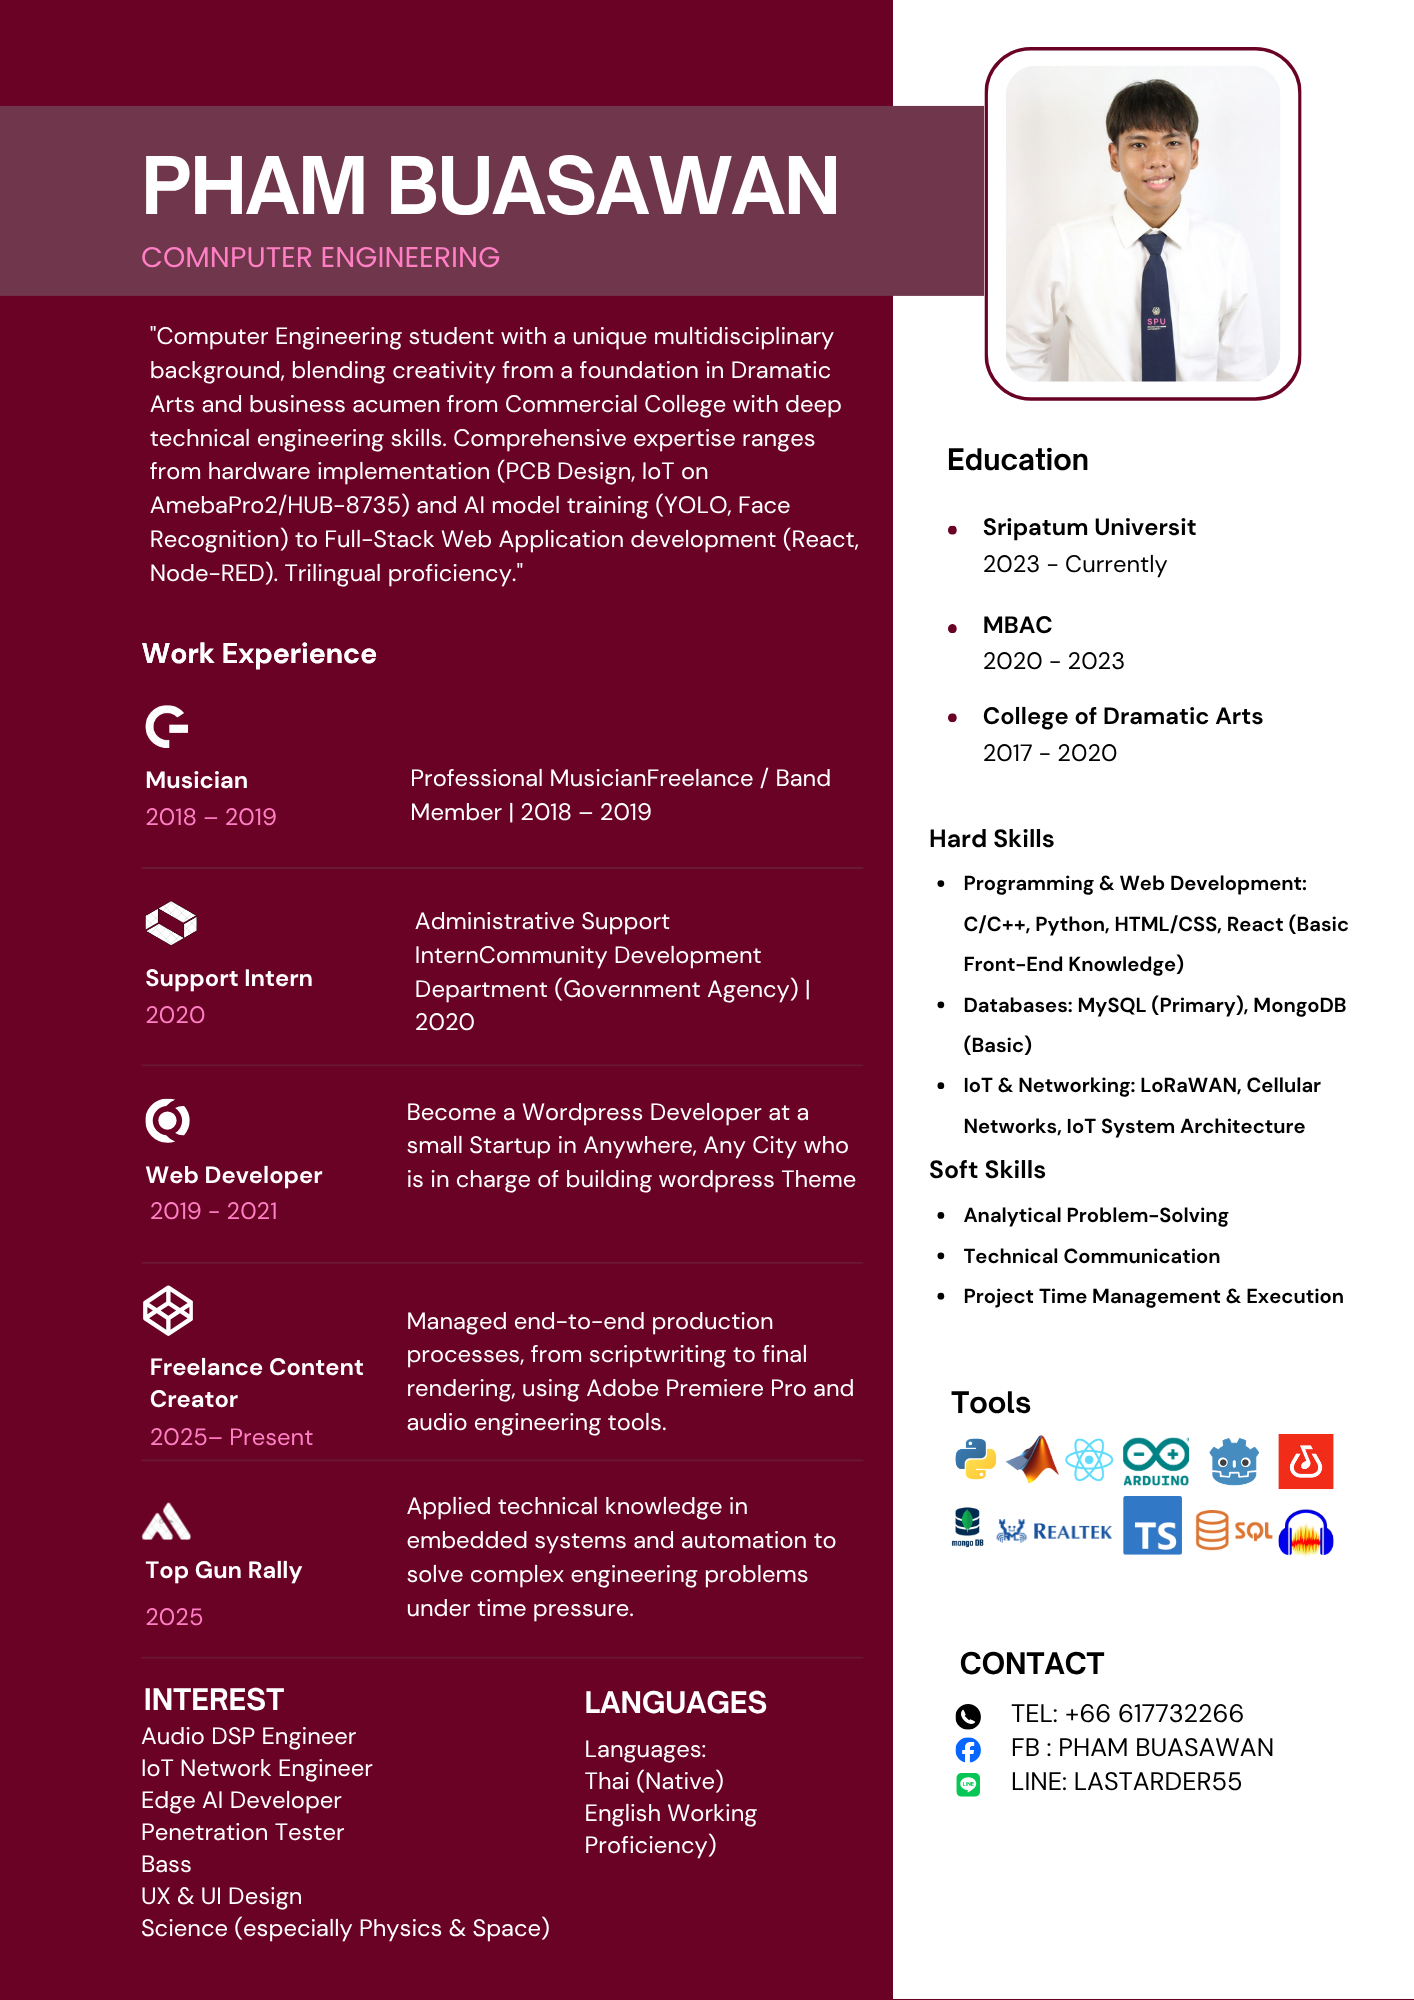 PHAM BUASAWAN
COMNPUTER ENGINEERING
"Computer Engineering student with a unique multidisciplinary
background, blending creativity from a foundation in Dramatic
Arts and business acumen from Commercial College with deep
technical engineering skills. Comprehensive expertise ranges
from hardware implementation (PCB Design, IoT on
AmebaPro2/HUB-8735) and AI model training (YOLO, Face
Recognition) to Full-Stack Web Application development (React,
Node-RED). Trilingual proficiency."
Work Experience
Musician
2018 – 2019
Professional MusicianFreelance / Band
Member | 2018 – 2019
Support Intern
2020
Administrative Support
InternCommunity Development
Department (Government Agency) |
2020
Web Developer
2019 - 2021
Become a Wordpress Developer at a
small Startup in Anywhere, Any City who
is in charge of building wordpress Theme
Freelance Content
Creator
2025– Present
Managed end-to-end production
processes, from scriptwriting to final
rendering, using Adobe Premiere Pro and
audio engineering tools.
Top Gun Rally
2025
Applied technical knowledge in
embedded systems and automation to
solve complex engineering problems
under time pressure.
INTEREST
Audio DSP Engineer
IoT Network Engineer
Edge AI Developer
Penetration Tester
Bass
UX & UI Design
Science (especially Physics & Space)
LANGUAGES
Languages:
Thai (Native)
English Working
Proficiency)
SPU
Education
Sripatum Universit
2023 - Currently
MBAC
2020 - 2023
College of Dramatic Arts
2017 - 2020
Hard Skills
Programming & Web Development:
C/C++, Python, HTML/CSS, React (Basic
Front-End Knowledge)
Databases: MySQL (Primary), MongoDB
(Basic)
IoT & Networking: LoRaWAN, Cellular
Networks, IoT System Architecture
Soft Skills
Analytical Problem-Solving
Technical Communication
Project Time Management & Execution
Tools
ARDUINO
mongo DB
REALTEK
TS
SQL
CONTACT
TEL: +66 617732266
FB : PHAM BUASAWAN
LINE
LINE: LASTARDER55